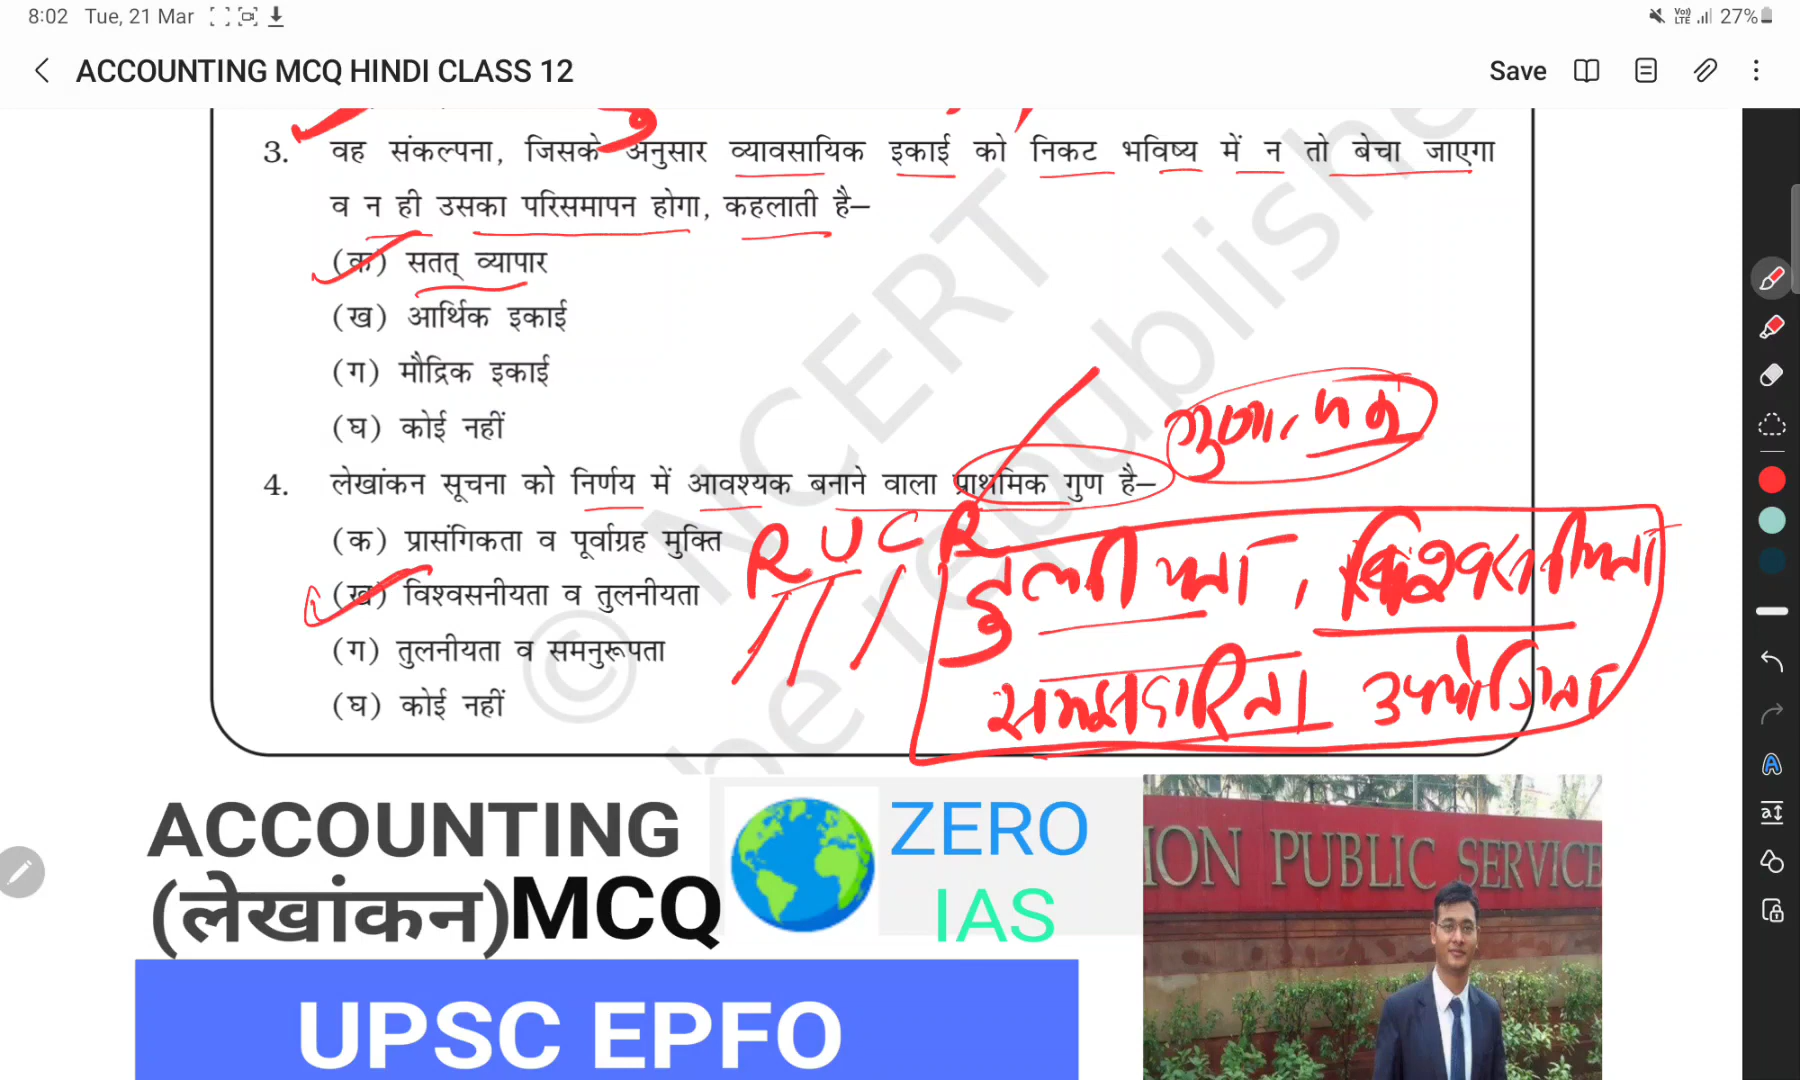 8:02 Tue, 21 Mar
27%
ACCOUNTING MCQ HINDI CLASS 12
Save
3. वह संकल्पना, जिसके अनुसार व्यावसायिक इकाई को निकट भविष्य में न तो बेचा जाएगा
व न ही उसका परिसमापन होगा, कहलाती है–
(क) सतत् व्यापार
(ख) आर्थिक इकाई
(ग) मौद्रिक इकाई
(घ) कोई नहीं
4. लेखांकन सूचना को निर्णय में आवश्यक बनाने वाला प्राथमिक गुण है–
(क) प्रासंगिकता व पूर्वाग्रह मुक्ति
(ख) विश्वसनीयता व तुलनीयता
(ग) तुलनीयता व समनुरूपता
(घ) कोई नहीं
R U C R
© NCERT
he republishe
ACCOUNTING
(लेखांकन)MCQ
ZERO
IAS
ION PUBLIC SERVICE
UPSC EPFO